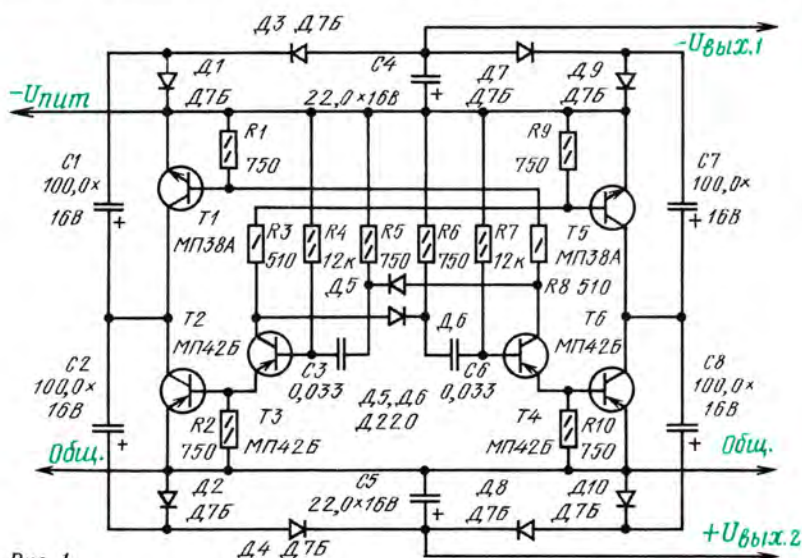 Д3 Д7Б
С4
−Uвых.1
Д1
Д7
Д9
Д7Б
Д7Б
Д7Б
−Uпит
22,0×16В
R1
750
R9
750
С1
100,0×
16В
+
С7
100,0×
16В
+
Т1
МП38А
R3
510
R4
12к
R5
750
R6
750
R7
12к
Т5
МП38А
Д5
R8 510
Т2
МП42Б
Д6
Т6
МП42Б
С2
100,0×
16В
+
С3
0,033
С6
0,033
С8
100,0×
16В
+
Д5, Д6
Д220
R2
750
Т3
МП42Б
Т4
МП42Б
R10
750
Общ.
Общ.
Д2
Д7Б
С5
22,0×16В
+
Д8
Д7Б
Д10
Д7Б
Д4 Д7Б
+Uвых.2